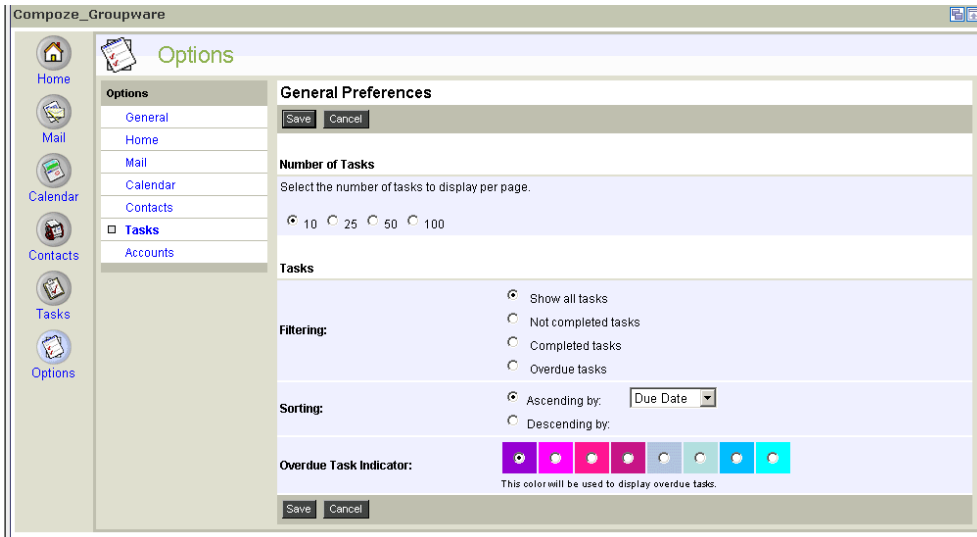 Compoze_Groupware
Home
Mail
Calendar
Contacts
Tasks
Options
Options
Options
General
Home
Mail
Calendar
Contacts
Tasks
Accounts
General Preferences
Save Cancel
Number of Tasks
Select the number of tasks to display per page.
10 25 50 100
Tasks
Filtering:
Show all tasks
Not completed tasks
Completed tasks
Overdue tasks
Sorting:
Ascending by: Due Date
Descending by:
Overdue Task Indicator:
This color will be used to display overdue tasks.
Save Cancel